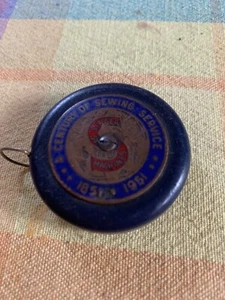 A CENTURY OF SEWING SERVICE
S
1851 1951